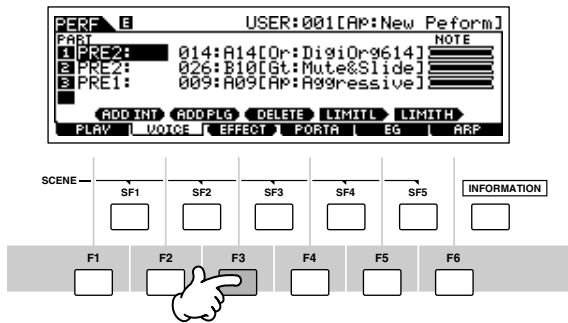 PERF E USER:001[AP:New Peform]
PART NOTE
1 PRE2: 014:A14[Or:DigiOrg614]
2 PRE2: 026:B10[Gt:Mute&Slide]
3 PRE1: 009:A09[AP:Aggressive]
ADD INT ADD PLG DELETE LIMITL LIMITH
PLAY VOICE EFFECT PORTA EG ARP
SCENE SF1 SF2 SF3 SF4 SF5 INFORMATION
F1 F2 F3 F4 F5 F6